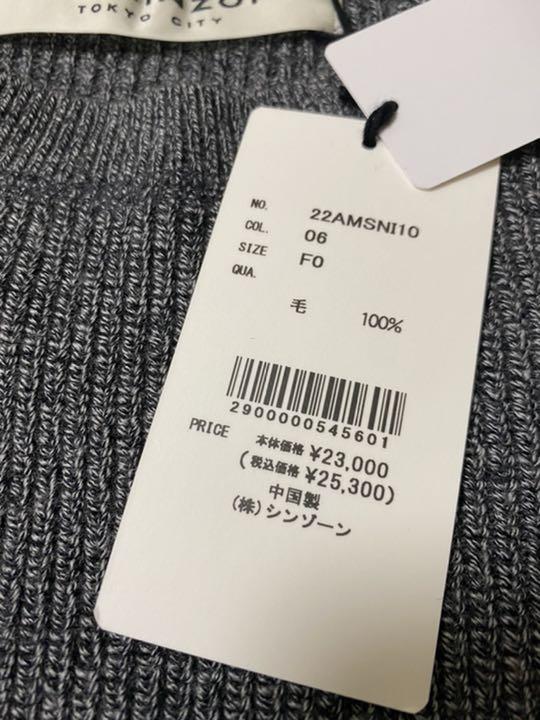 TOKYO CITY
NO. 22AMSNI10
COL. 06
SIZE F0
QUA.
毛 100%
2900000545601
PRICE 本体価格 ¥23,000
(税込価格 ¥25,300)
中国製
(株)シンゾーン